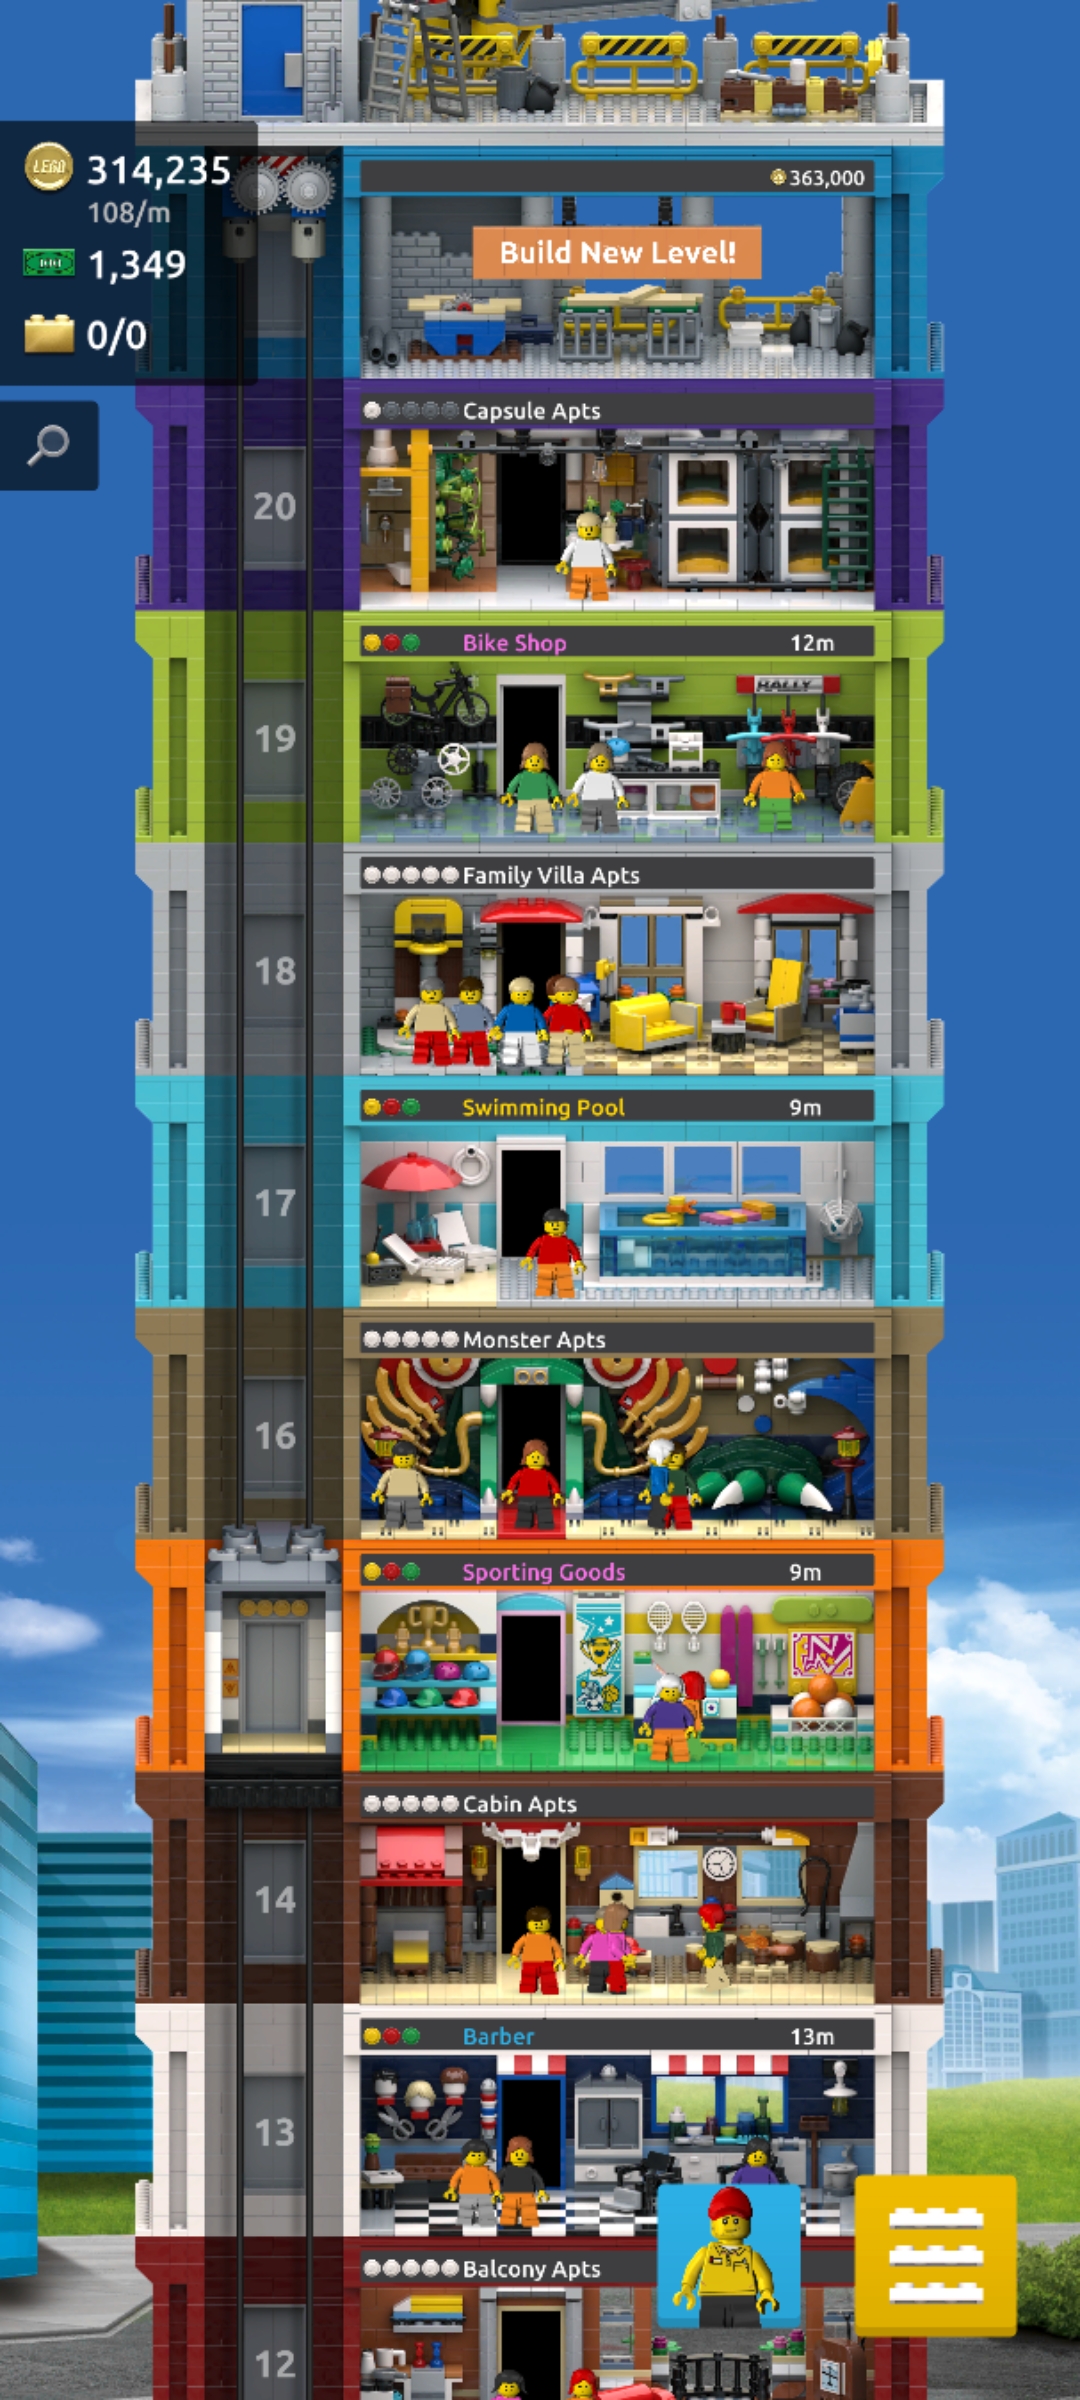 LEGO 314,235
108/m
1,349
0/0
363,000
Build New Level!
Capsule Apts
20
Bike Shop 12m
RALLY
19
Family Villa Apts
18
Swimming Pool 9m
17
Monster Apts
16
Sporting Goods 9m
N
Cabin Apts
14
Barber 13m
13
Balcony Apts
12